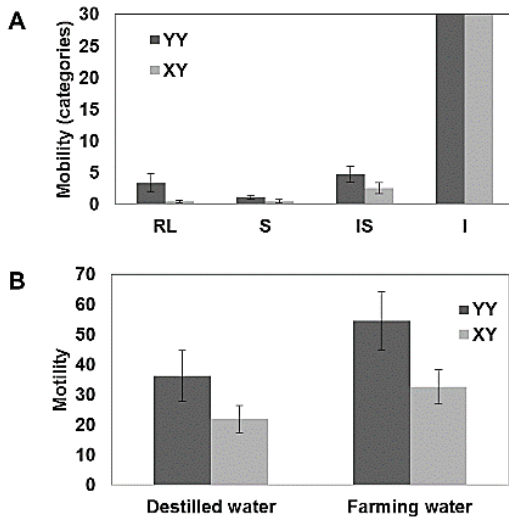 A
Mobility (categories)
30
25
20
15
10
5
0
YY
XY
RL S IS I
B
Motility
70
60
50
40
30
20
10
0
YY
XY
Destilled water Farming water